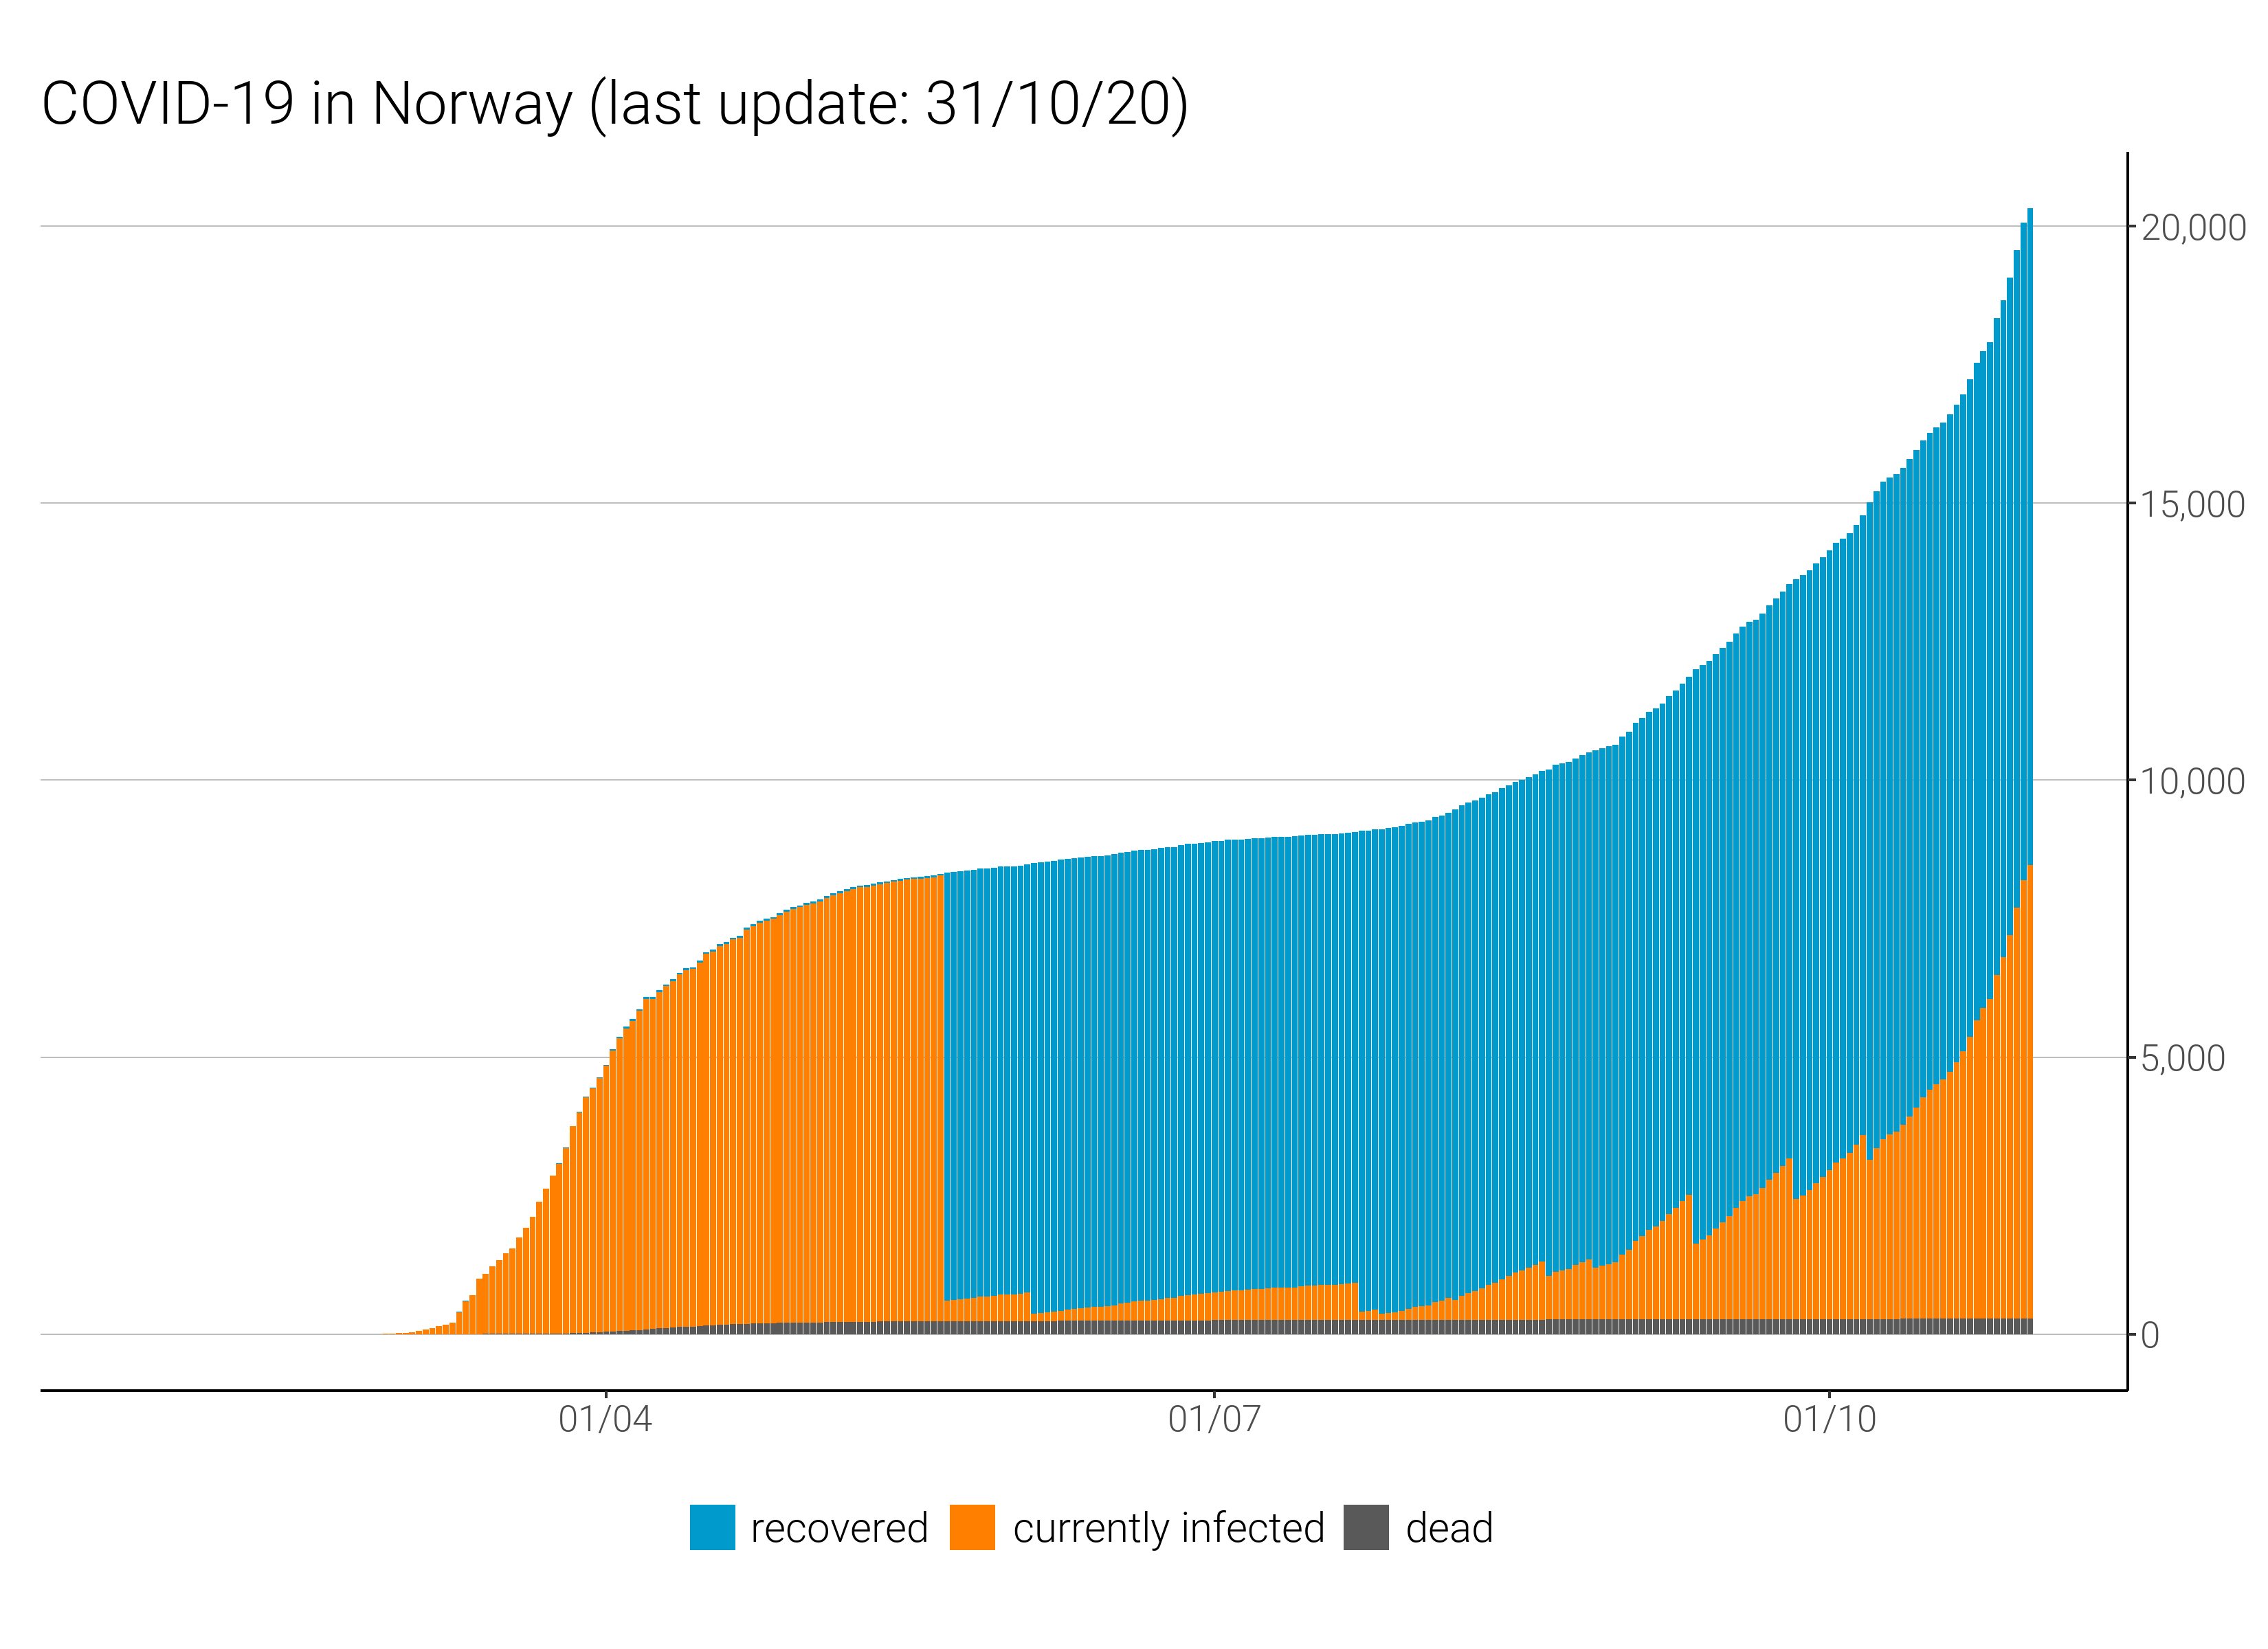 COVID-19 in Norway (last update: 31/10/20)
20,000
15,000
10,000
5,000
0
01/04 01/07 01/10
recovered currently infected dead